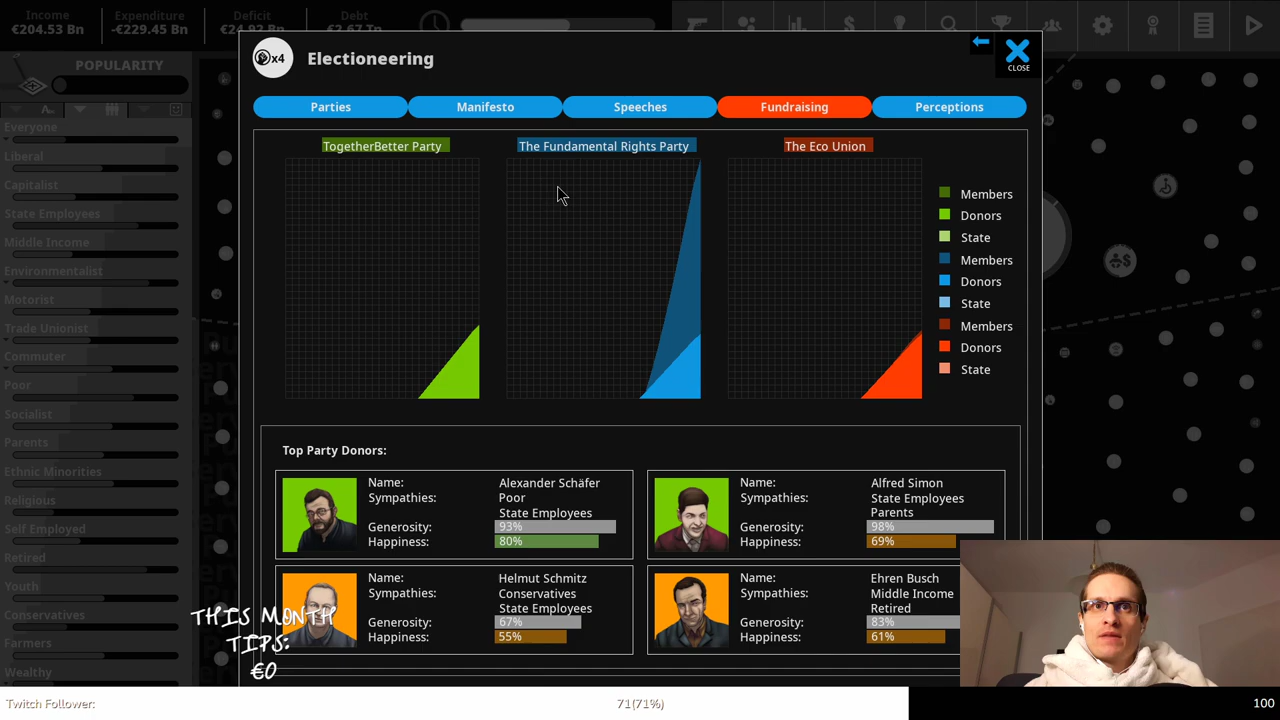 Income
Expenditure
Deficit
Debt
€204.53 Bn
-€229.45 Bn
€24.92 Bn
€2.67 Tn
POPULARITY
Everyone
Liberal
Capitalist
State Employees
Middle Income
Environmentalist
Motorist
Trade Unionist
Commuter
Poor
Socialist
Parents
Ethnic Minorities
Religious
Self Employed
Retired
Youth
Conservatives
Farmers
Wealthy
x4
Electioneering
CLOSE
Parties
Manifesto
Speeches
Fundraising
Perceptions
TogetherBetter Party
The Fundamental Rights Party
The Eco Union
Members
Donors
State
Members
Donors
State
Members
Donors
State
Top Party Donors:
Name: Alexander Schäfer
Sympathies: Poor
State Employees
Generosity: 93%
Happiness: 80%
Name: Alfred Simon
Sympathies: State Employees
Parents
Generosity: 98%
Happiness: 69%
Name: Helmut Schmitz
Sympathies: Conservatives
State Employees
Generosity: 67%
Happiness: 55%
Name: Ehren Busch
Sympathies: Middle Income
Retired
Generosity: 83%
Happiness: 61%
THIS MONTH
TIPS:
€0
Twitch Follower:
71(71%)
100